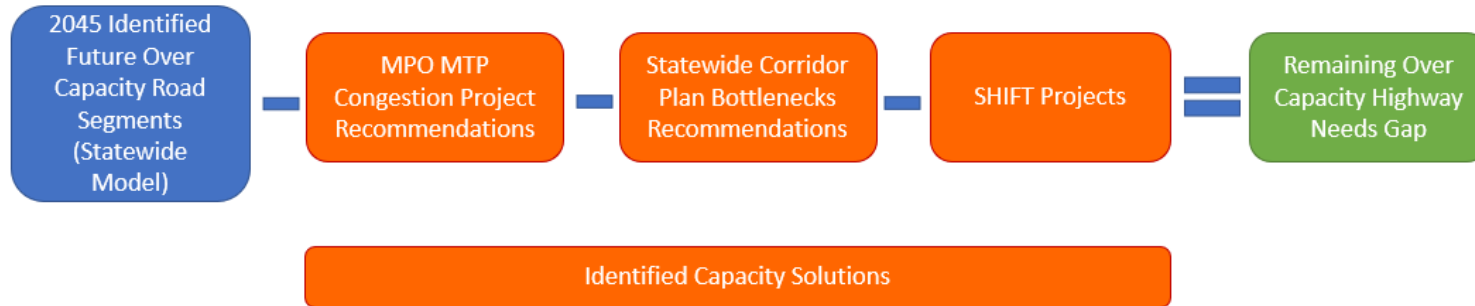 2045 Identified
Future Over
Capacity Road
Segments
(Statewide
Model)
MPO MTP
Congestion Project
Recommendations
Statewide Corridor
Plan Bottlenecks
Recommendations
SHIFT Projects
Remaining Over
Capacity Highway
Needs Gap
Identified Capacity Solutions